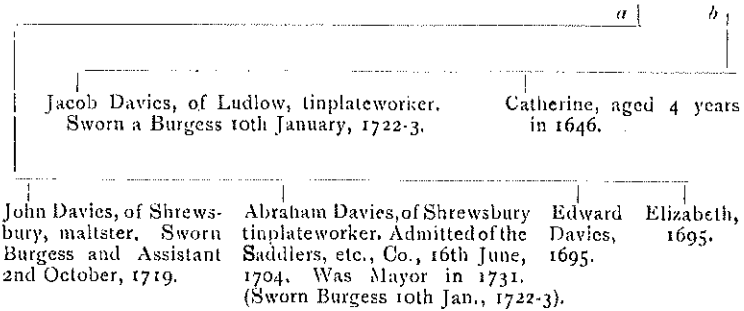 a b
Jacob Davies, of Ludlow, tinplateworker.
Sworn a Burgess 10th January, 1722-3.
Catherine, aged 4 years
in 1646.
John Davies, of Shrews-
bury, maltster. Sworn
Burgess and Assistant
2nd October, 1719.
Abraham Davies, of Shrewsbury
tinplateworker. Admitted of the
Saddlers, etc., Co., 16th June,
1704. Was Mayor in 1731.
(Sworn Burgess 10th Jan., 1722-3).
Edward
Davies,
1695.
Elizabeth,
1695.